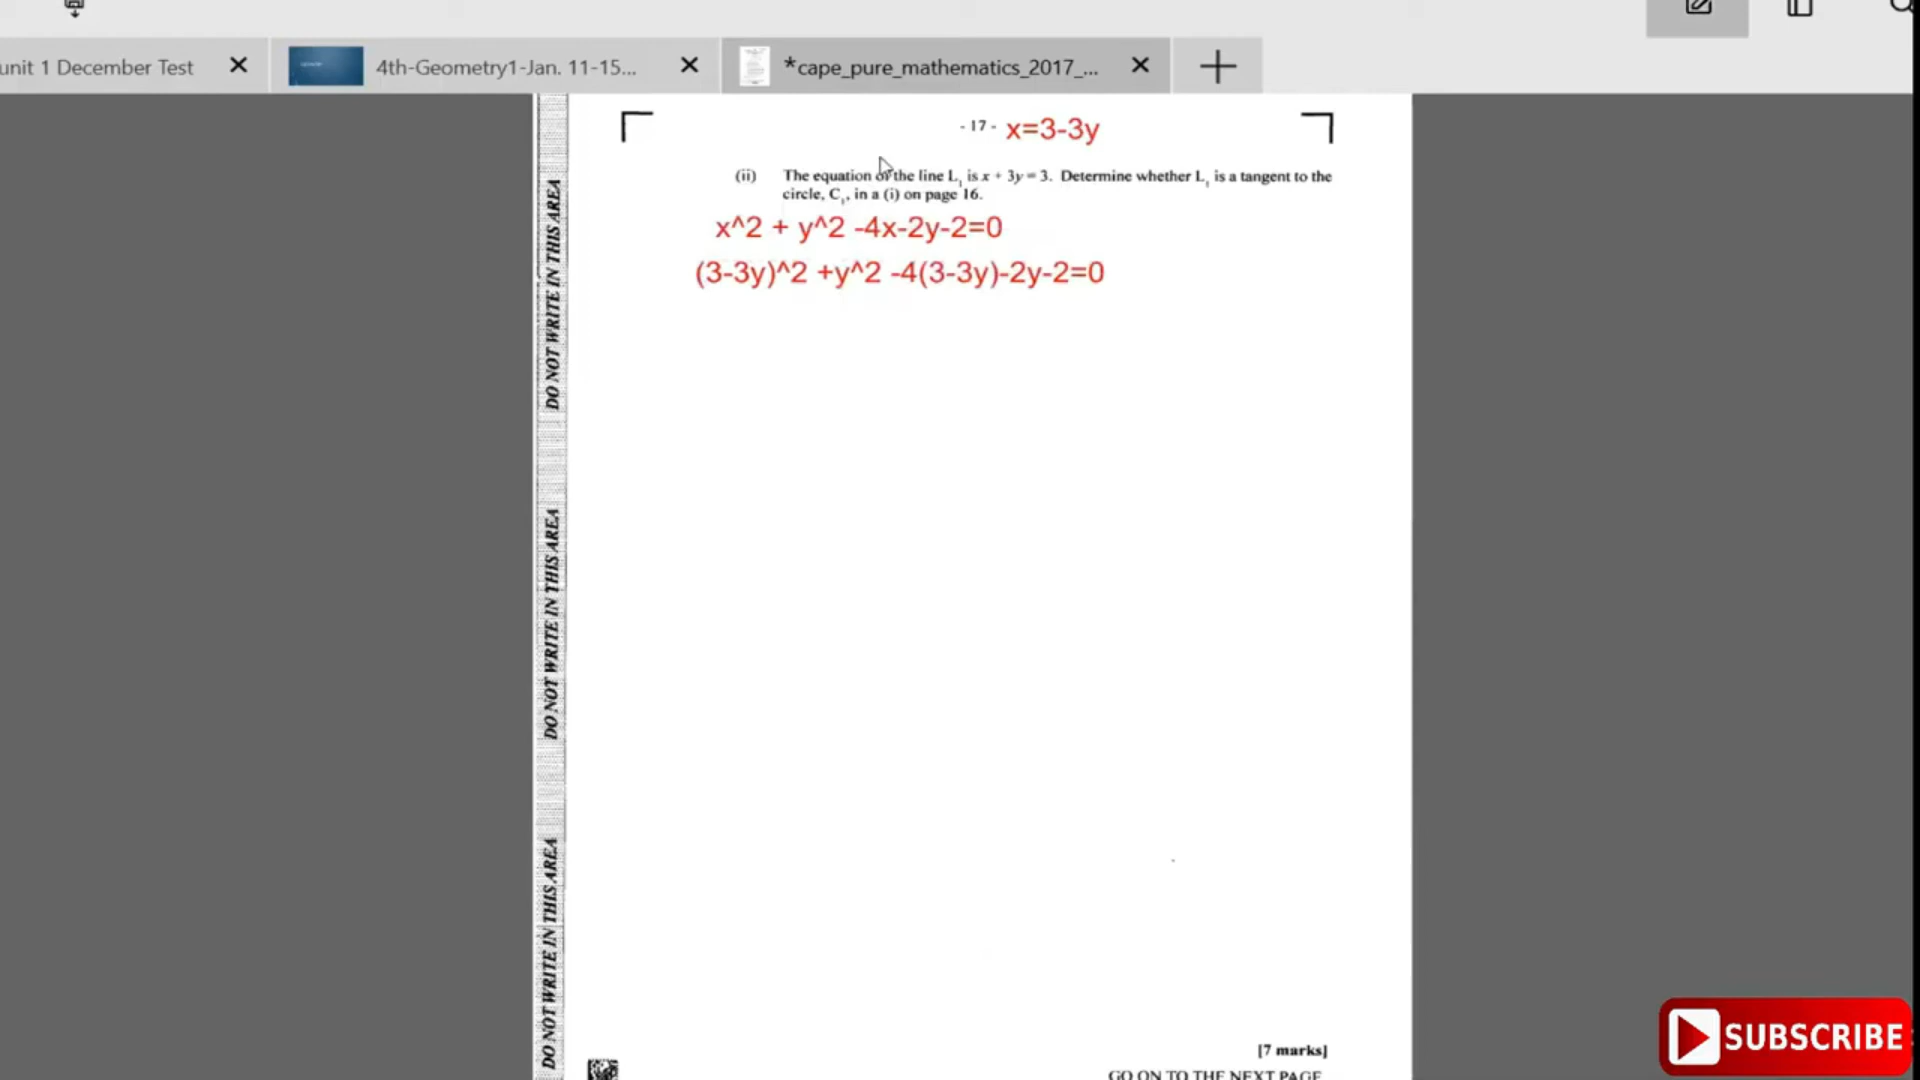 unit 1 December Test
4th-Geometry1-Jan. 11-15...
*cape_pure_mathematics_2017_...
- 17 -
x=3-3y
(ii) The equation of the line L₁ is x + 3y = 3. Determine whether L₁ is a tangent to the
circle, C₁, in a (i) on page 16.
x^2 + y^2 -4x-2y-2=0
(3-3y)^2 +y^2 -4(3-3y)-2y-2=0
DO NOT WRITE IN THIS AREA
DO NOT WRITE IN THIS AREA
DO NOT WRITE IN THIS AREA
[7 marks]
GO ON TO THE NEXT PAGE
SUBSCRIBE